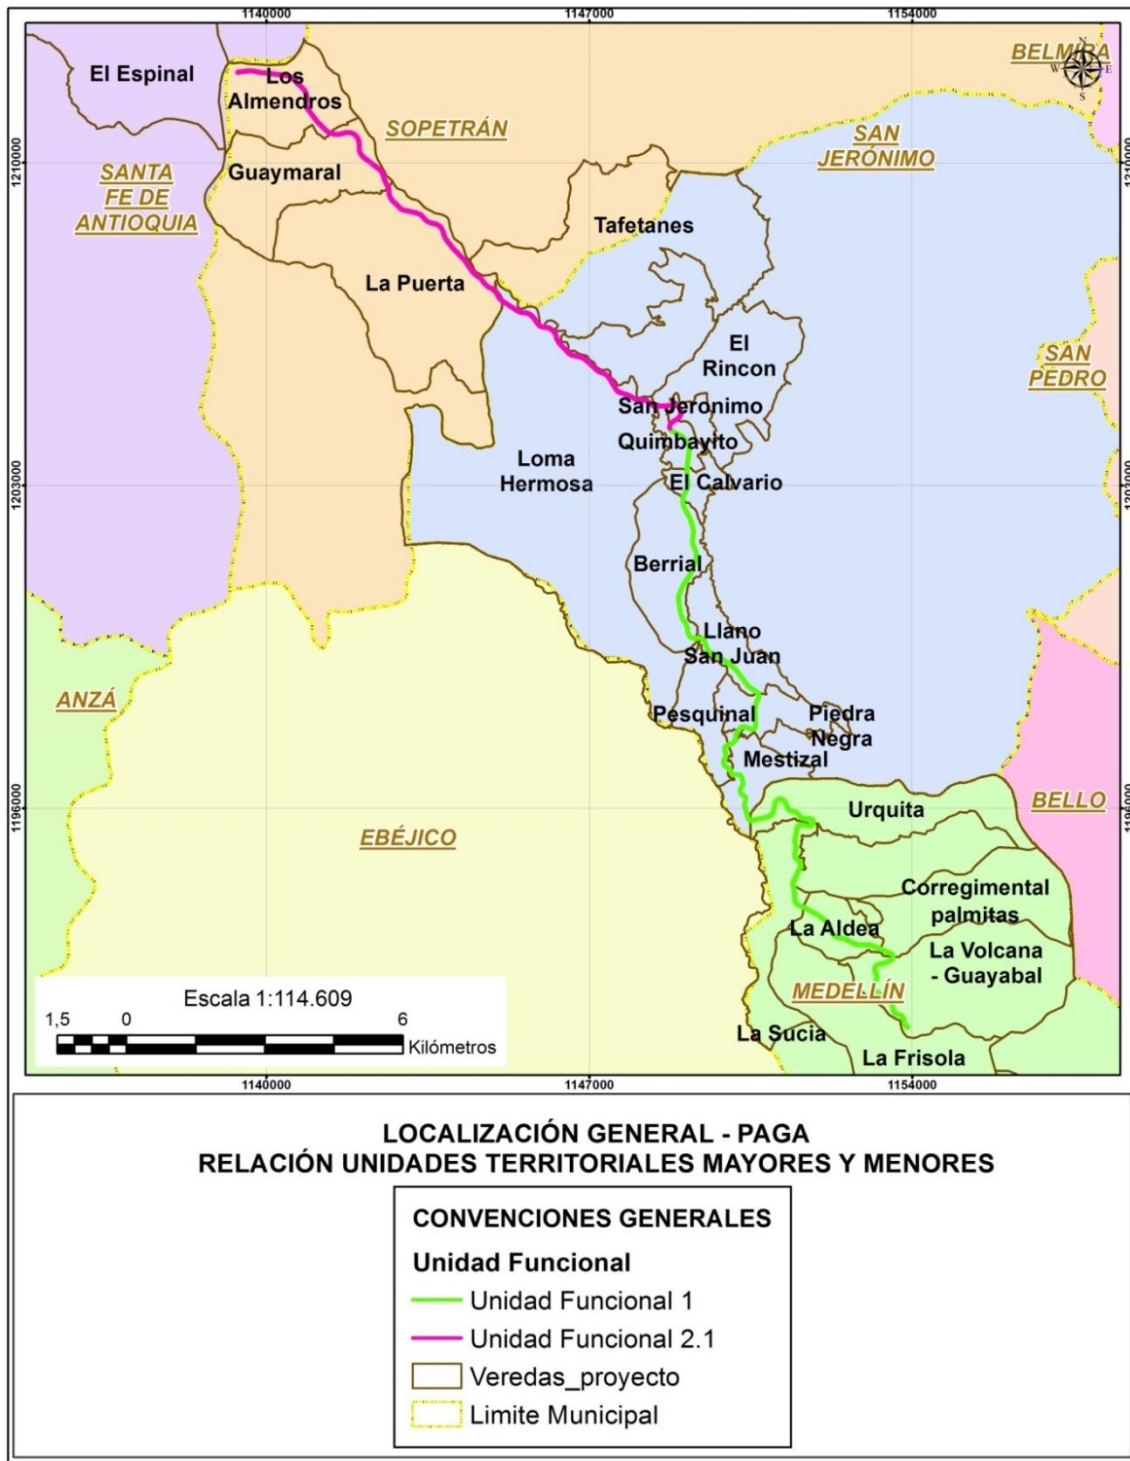 1140000
1147000
1154000
El Espinal
Los
Almendros
BELMIRA
N
W
E
S
SOPETRÁN
SAN
JERÓNIMO
1210000
1210000
SANTA
FE DE
ANTIOQUIA
Guaymaral
Tafetanes
La Puerta
El
Rincon
SAN
PEDRO
San Jeronimo
Quimbayito
Loma
Hermosa
El Calvario
1203000
1203000
Berrial
Llano
San Juan
ANZÁ
Pesquinal
Piedra
Negra
Mestizal
BELLO
1196000
1196000
Urquita
EBÉJICO
Corregimental
palmitas
La Aldea
La Volcana
- Guayabal
MEDELLÍN
La Sucia
La Frisola
Escala 1:114.609
1,5
0
6
Kilómetros
1140000
1147000
1154000
LOCALIZACIÓN GENERAL - PAGA
RELACIÓN UNIDADES TERRITORIALES MAYORES Y MENORES
CONVENCIONES GENERALES
Unidad Funcional
Unidad Funcional 1
Unidad Funcional 2.1
Veredas_proyecto
Limite Municipal